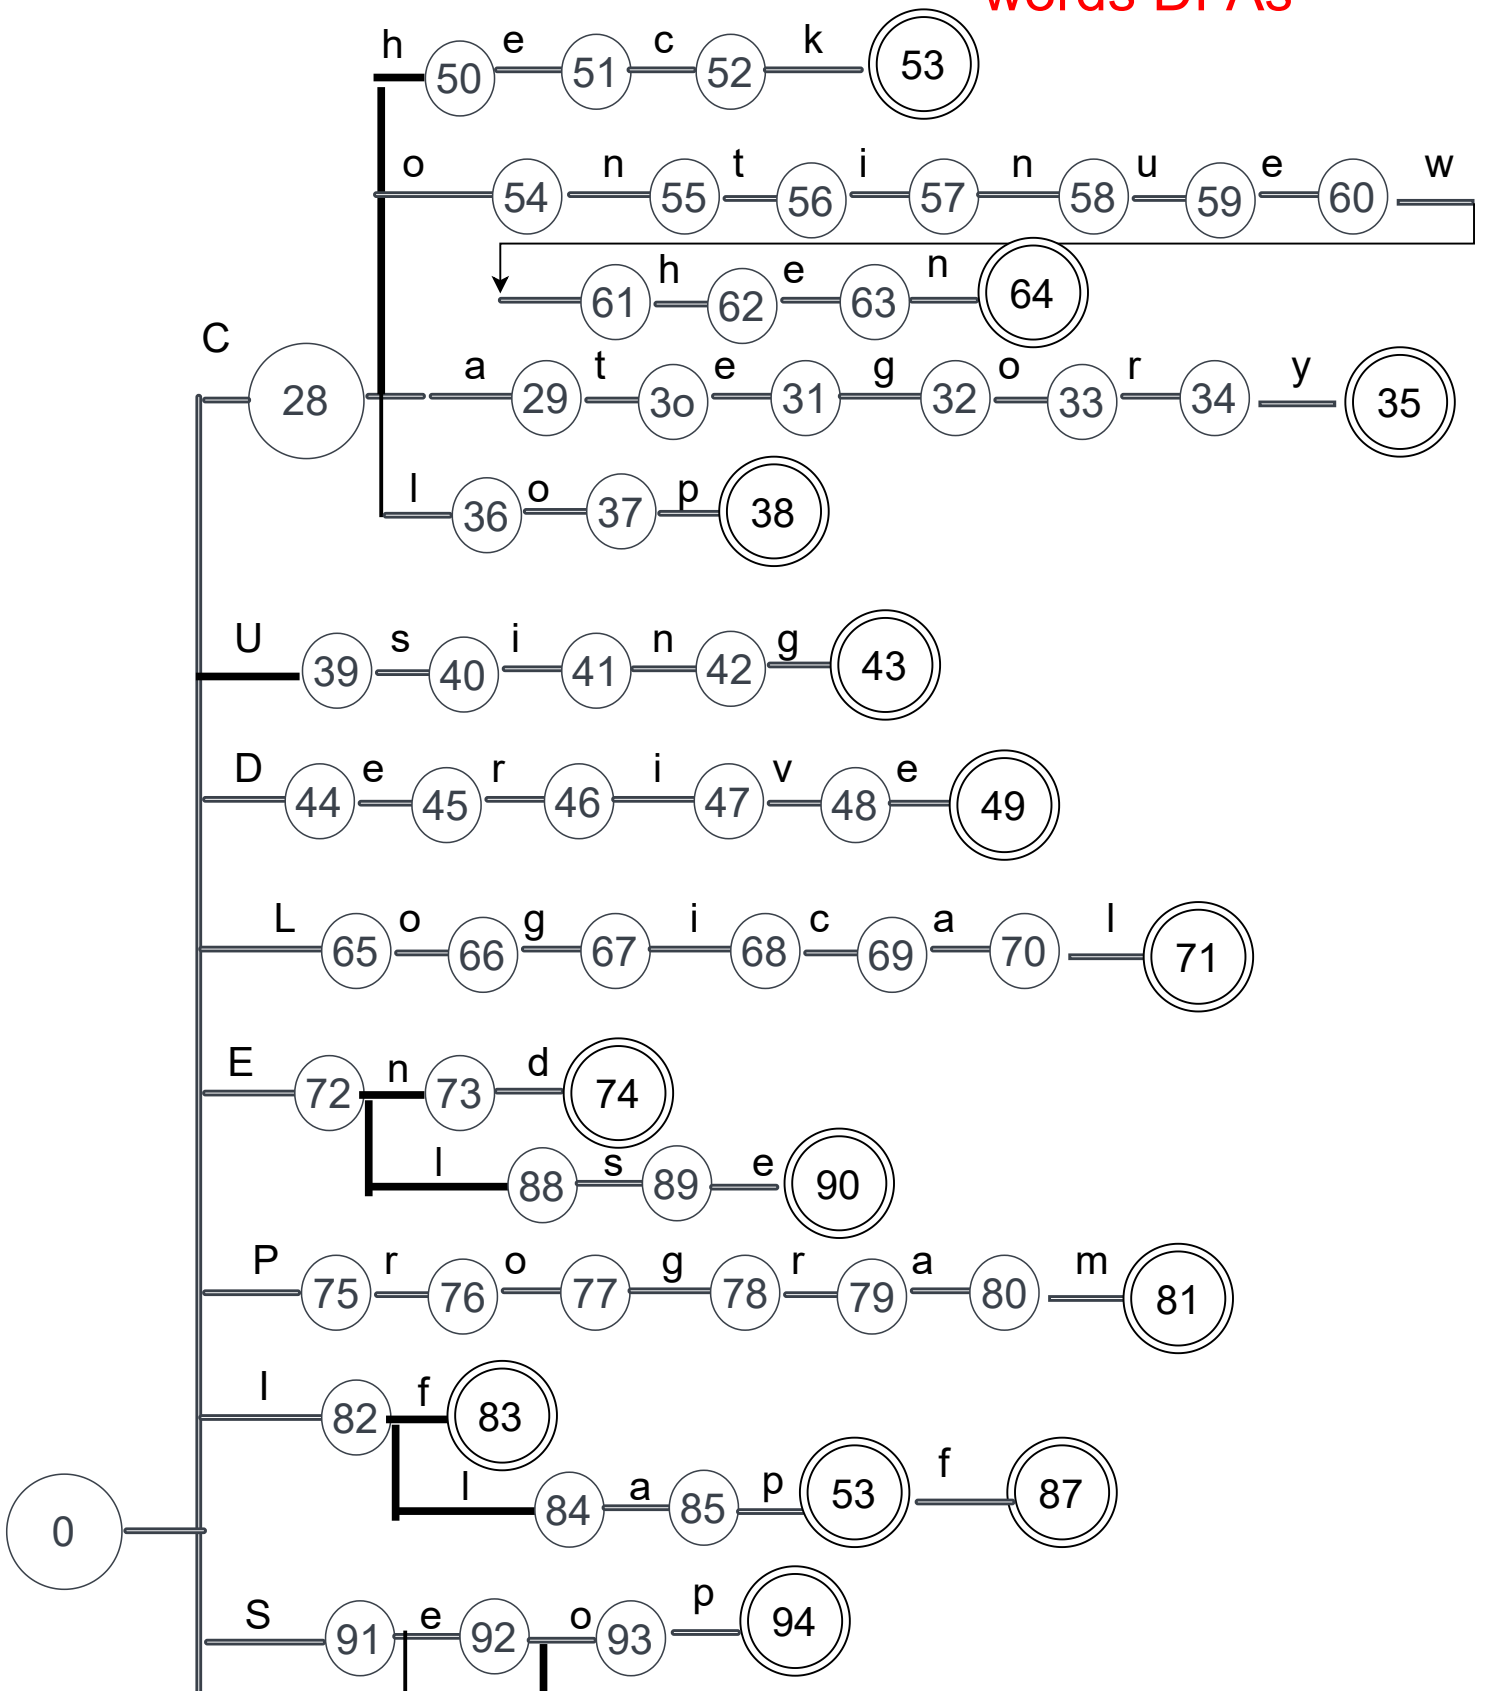 words DFAs
h e c k
50 51 52 53
o n t i n u e w
54 55 56 57 58 59 60
h e n
61 62 63 64
C a t e g o r y
28 29 3o 31 32 33 34 35
l o p
36 37 38
U s i n g
39 40 41 42 43
D e r i v e
44 45 46 47 48 49
L o g i c a l
65 66 67 68 69 70 71
E n d
72 73 74
l s e
88 89 90
P r o g r a m
75 76 77 78 79 80 81
I f
82 83
l a p f
84 85 53 87
0
S e o p
91 92 93 94